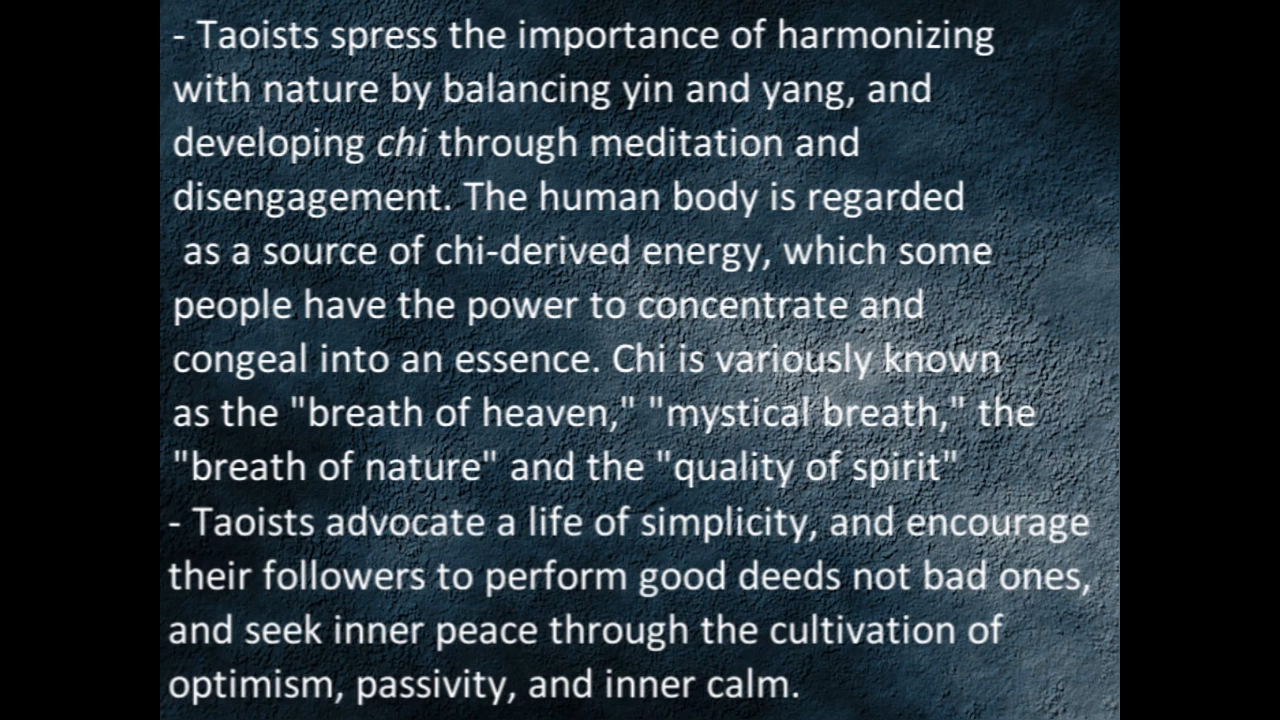 - Taoists spress the importance of harmonizing
with nature by balancing yin and yang, and
developing chi through meditation and
disengagement. The human body is regarded
as a source of chi-derived energy, which some
people have the power to concentrate and
congeal into an essence. Chi is variously known
as the "breath of heaven," "mystical breath," the
"breath of nature" and the "quality of spirit"
- Taoists advocate a life of simplicity, and encourage
their followers to perform good deeds not bad ones,
and seek inner peace through the cultivation of
optimism, passivity, and inner calm.